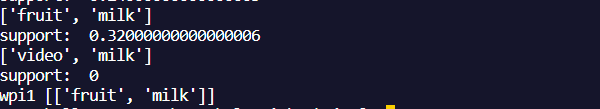 ['fruit', 'milk']
support:  0.32000000000000006
['video', 'milk']
support:  0
wpi1 [['fruit', 'milk']]